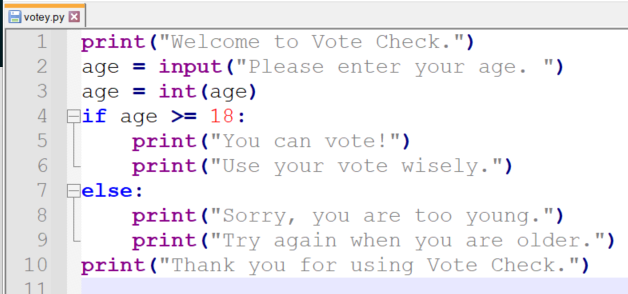 votey.py
1 print("Welcome to Vote Check.")
2 age = input("Please enter your age. ")
3 age = int(age)
4 if age >= 18:
5     print("You can vote!")
6     print("Use your vote wisely.")
7 else:
8     print("Sorry, you are too young.")
9     print("Try again when you are older.")
10 print("Thank you for using Vote Check.")
11